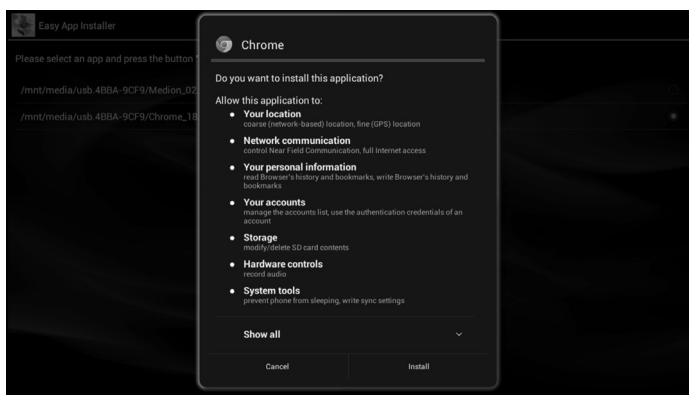 Easy App Installer
Please select an app and press the button "
/mnt/media/usb.4BBA-9CF9/Medion_02
/mnt/media/usb.4BBA-9CF9/Chrome_18
Chrome
Do you want to install this application?
Allow this application to:
● Your location
coarse (network-based) location, fine (GPS) location
● Network communication
control Near Field Communication, full Internet access
● Your personal information
read Browser's history and bookmarks, write Browser's history and
bookmarks
● Your accounts
manage the accounts list, use the authentication credentials of an
account
● Storage
modify/delete SD card contents
● Hardware controls
record audio
● System tools
prevent phone from sleeping, write sync settings
Show all
Cancel
Install